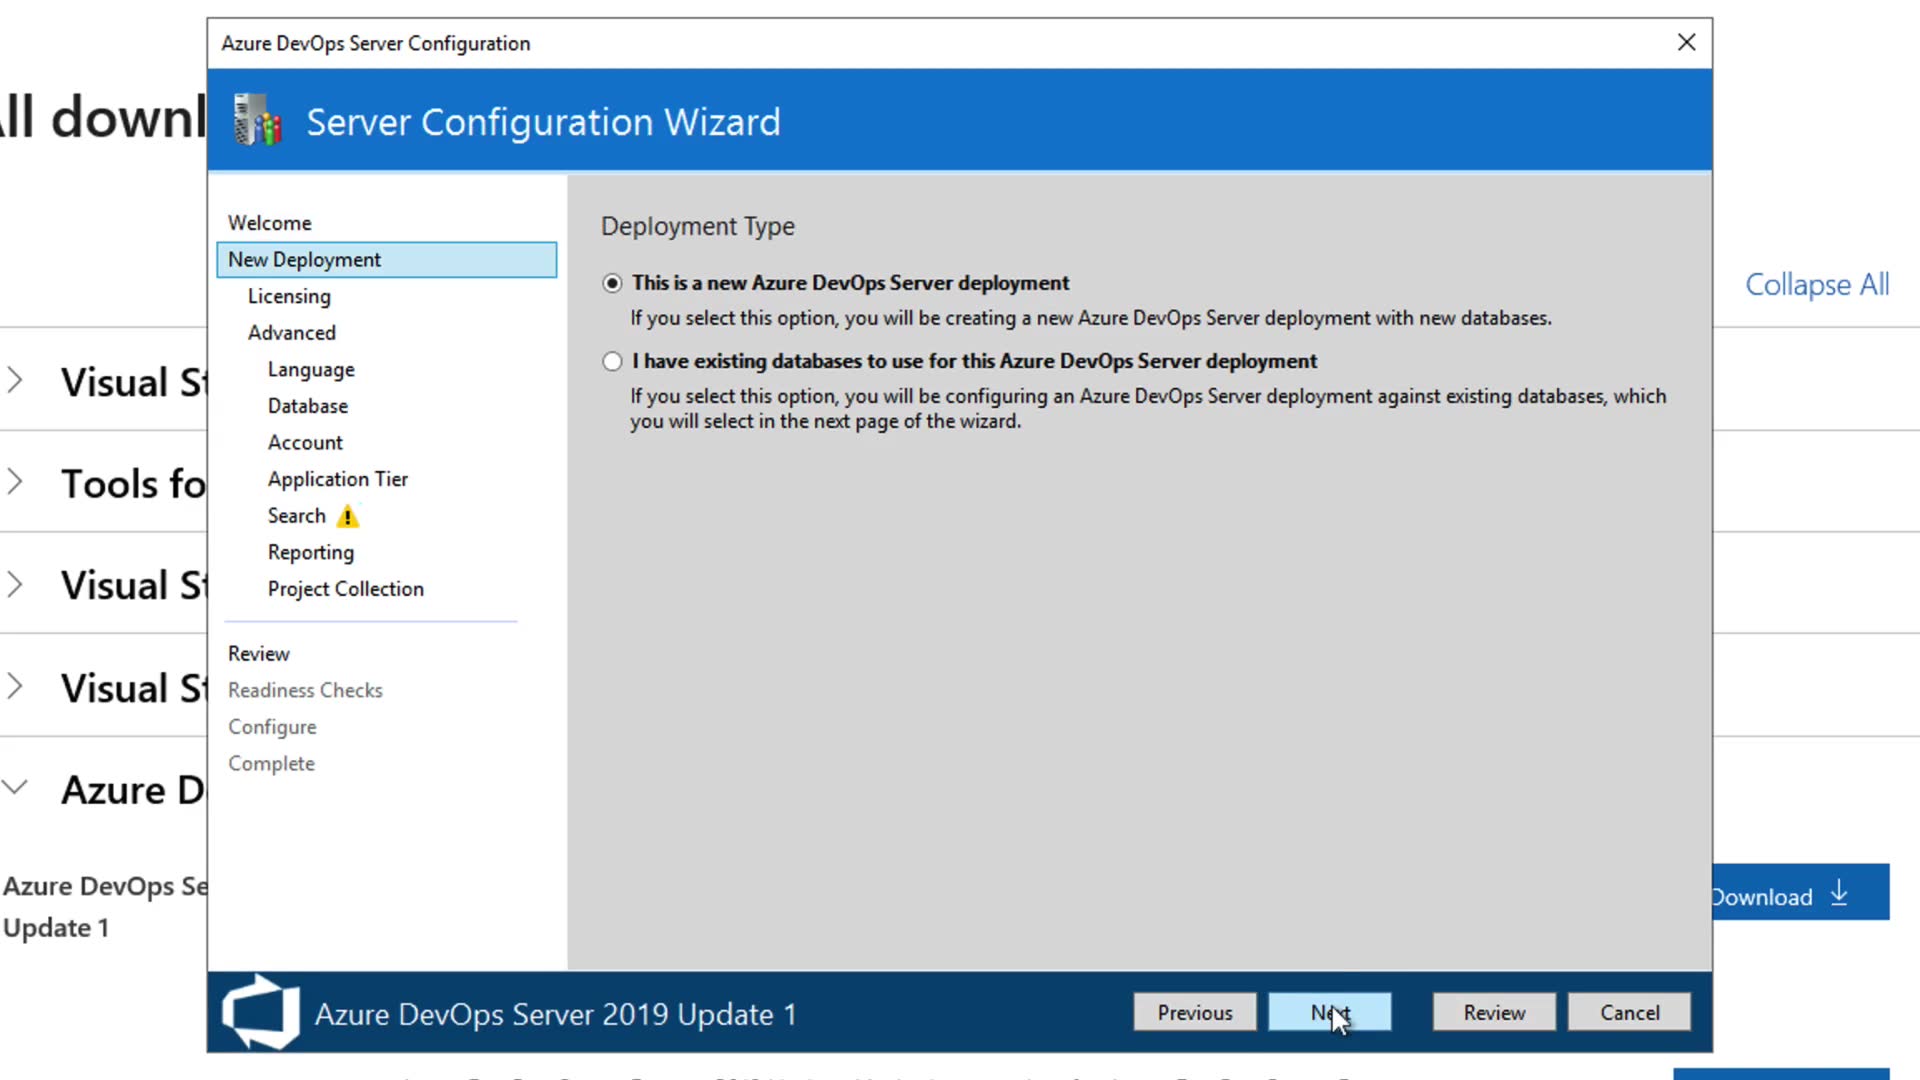 Azure DevOps Server Configuration
Server Configuration Wizard
Welcome
New Deployment
Licensing
Advanced
Language
Database
Account
Application Tier
Search
Reporting
Project Collection
Review
Readiness Checks
Configure
Complete
Deployment Type
This is a new Azure DevOps Server deployment
If you select this option, you will be creating a new Azure DevOps Server deployment with new databases.
I have existing databases to use for this Azure DevOps Server deployment
If you select this option, you will be configuring an Azure DevOps Server deployment against existing databases, which
you will select in the next page of the wizard.
Azure DevOps Server 2019 Update 1
Previous
Next
Review
Cancel
All downl
Collapse All
Visual St
Tools fo
Visual St
Visual St
Azure D
Azure DevOps Se
Update 1
Download